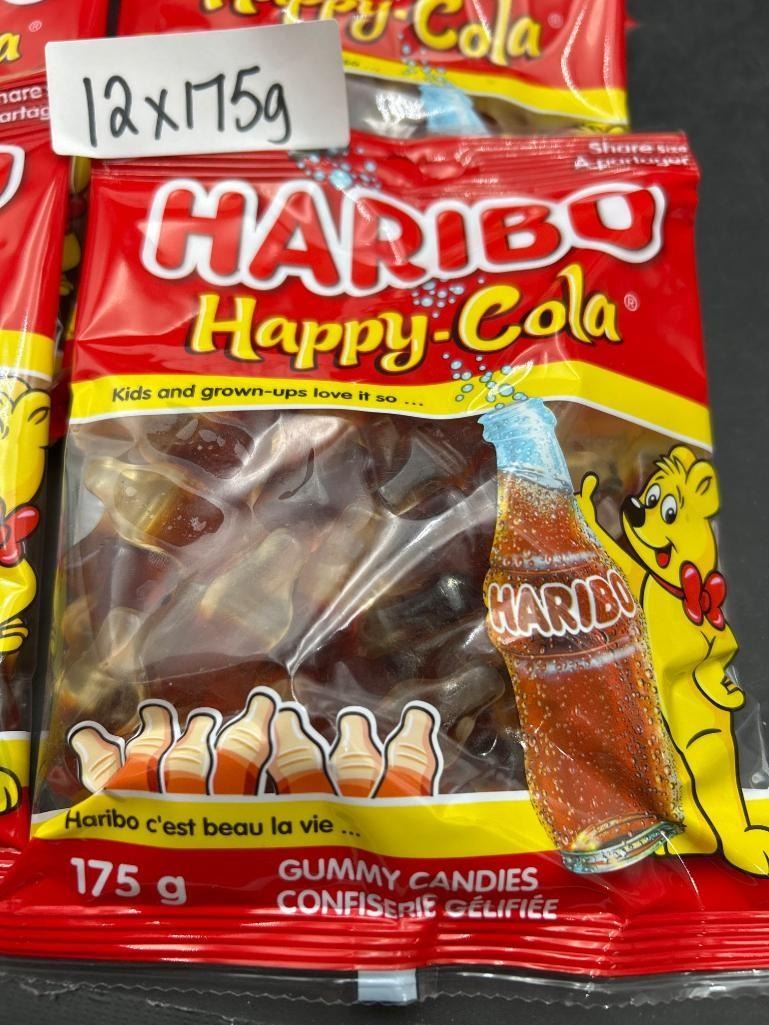 Happy-Cola®
a®
12x175g
Share size
À partager
HARIBO
Happy-Cola®
Kids and grown-ups love it so ...
HARIBO
Haribo c'est beau la vie ...
175 g
GUMMY CANDIES
CONFISERIE GÉLIFIÉE